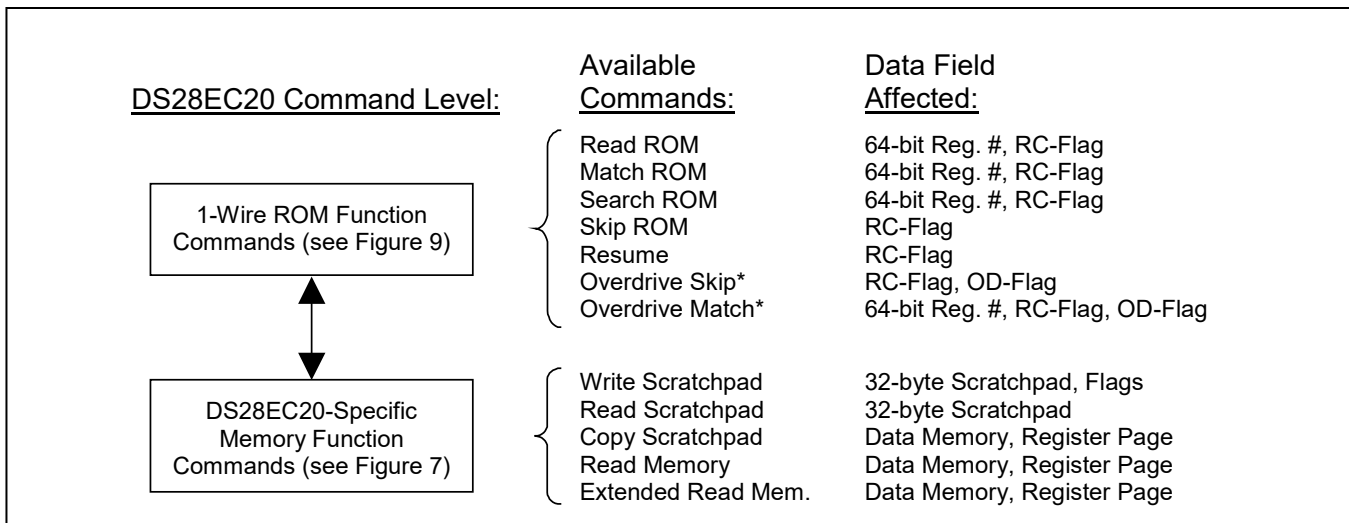 DS28EC20 Command Level:
Available
Commands:
Data Field
Affected:
1-Wire ROM Function
Commands (see Figure 9)
Read ROM 64-bit Reg. #, RC-Flag
Match ROM 64-bit Reg. #, RC-Flag
Search ROM 64-bit Reg. #, RC-Flag
Skip ROM RC-Flag
Resume RC-Flag
Overdrive Skip* RC-Flag, OD-Flag
Overdrive Match* 64-bit Reg. #, RC-Flag, OD-Flag
DS28EC20-Specific
Memory Function
Commands (see Figure 7)
Write Scratchpad 32-byte Scratchpad, Flags
Read Scratchpad 32-byte Scratchpad
Copy Scratchpad Data Memory, Register Page
Read Memory Data Memory, Register Page
Extended Read Mem. Data Memory, Register Page